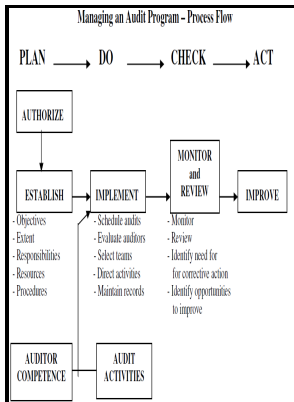 Managing an Audit Program – Process Flow
PLAN DO CHECK ACT
AUTHORIZE
MONITOR
and
REVIEW
ESTABLISH IMPLEMENT IMPROVE
- Objectives
- Extent
- Responsibilities
- Resources
- Procedures
- Schedule audits
- Evaluate auditors
- Select teams
- Direct activities
- Maintain records
- Monitor
- Review
- Identify need for
for corrective action
- Identify opportunities
to improve
AUDITOR
COMPETENCE
AUDIT
ACTIVITIES